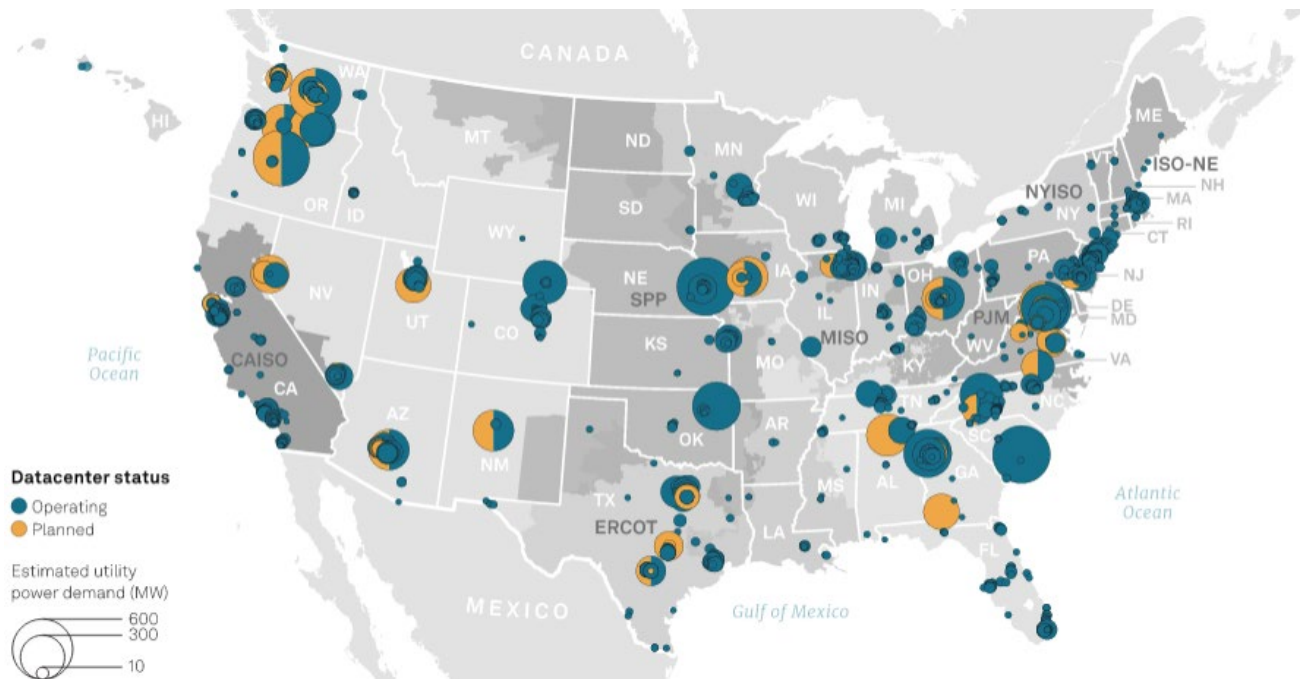 CANADA
WA
HI
MT
ND
MN
ME
VT
ISO-NE
NYISO
NH
OR
ID
SD
WI
MI
NY
MA
WY
RI
CT
NV
UT
NE
SPP
IA
IL
IN
OH
PA
NJ
PJM
DE
MD
Pacific
Ocean
CAISO
CA
CO
KS
MO
MISO
WV
KY
VA
AZ
NM
OK
AR
TN
NC
SC
Datacenter status
Operating
Planned
TX
ERCOT
LA
MS
AL
GA
Atlantic
Ocean
FL
Estimated utility
power demand (MW)
600
300
10
MEXICO
Gulf of Mexico